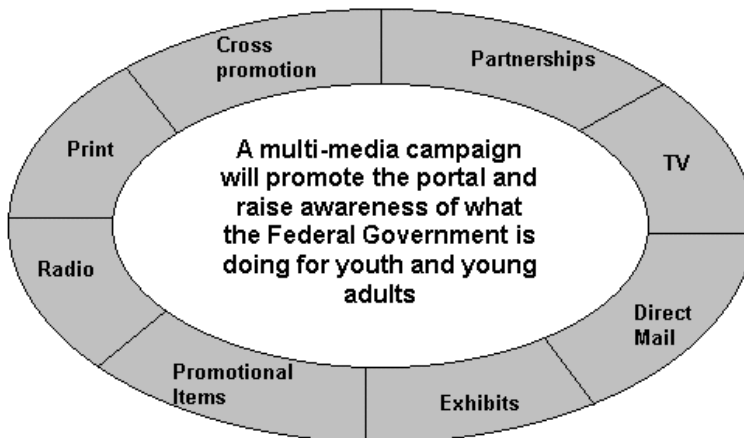 Cross
promotion
Partnerships
Print
TV
A multi-media campaign
will promote the portal and
raise awareness of what
the Federal Government is
doing for youth and young
adults
Radio
Direct
Mail
Promotional
Items
Exhibits